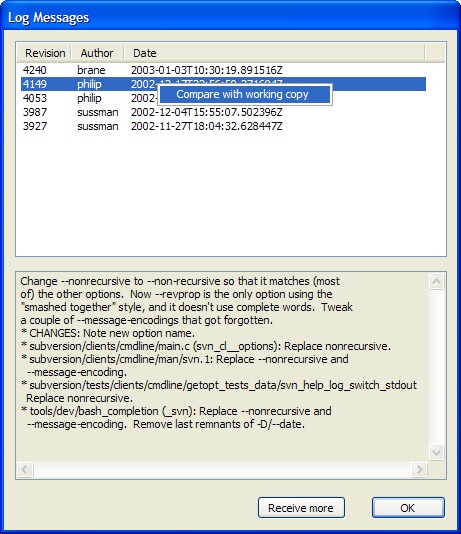 Log Messages
Revision Author Date
4240 brane 2003-01-03T10:30:19.891516Z
4149 philip
4053 philip
Compare with working copy
3987 sussman 2002-12-04T15:55:07.502396Z
3927 sussman 2002-11-27T18:04:32.628447Z
Change --nonrecursive to --non-recursive so that it matches (most
of) the other options. Now --revprop is the only option using the
"smashed together" style, and it doesn't use complete words. Tweak
a couple of --message-encodings that got forgotten.
* CHANGES: Note new option name.
* subversion/clients/cmdline/main.c (svn_cl__options): Replace nonrecursive.
* subversion/clients/cmdline/man/svn.1: Replace --nonrecursive and
--message-encoding.
* subversion/tests/clients/cmdline/getopt_tests_data/svn_help_log_switch_stdout
Replace nonrecursive.
* tools/dev/bash_completion (_svn): Replace --nonrecursive and
--message-encoding. Remove last remnants of -D/--date.
Receive more OK